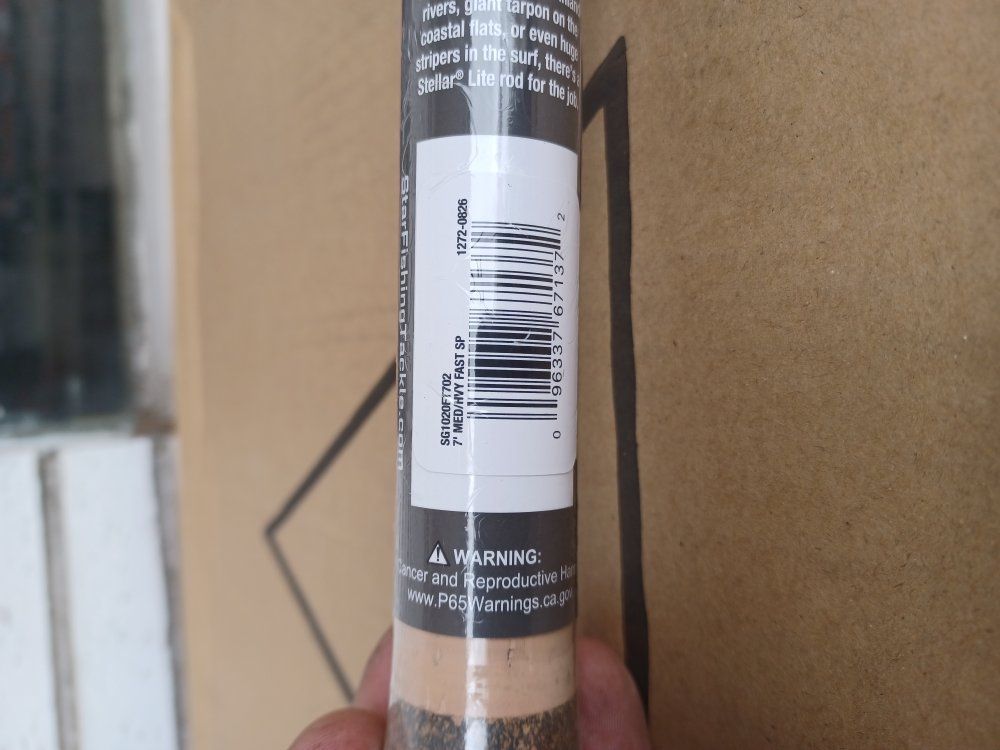 rivers, giant tarpon on the
coastal flats, or even huge
stripers in the surf, there's a
Stellar® Lite rod for the job.
StarFishingTackle.com
1272-0826
SG1020FT702
7' MED/HVY FAST SP
0 96337 67137 2
WARNING:
Cancer and Reproductive Harm
www.P65Warnings.ca.gov